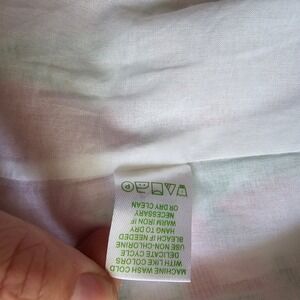 MACHINE WASH COLD
WITH LIKE COLORS
DELICATE CYCLE
USE NON-CHLORINE
BLEACH IF NEEDED
HANG TO DRY
WARM IRON IF
NECESSARY
OR DRY CLEAN